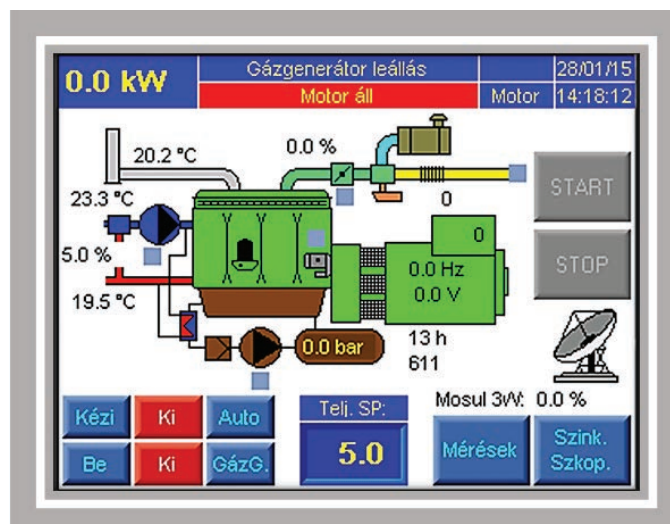 0.0 kW
Gázgenerátor leállás
28/01/15
Motor áll
Motor
14:18:12
20.2 °C
0.0 %
23.3 °C
0
START
5.0 %
0
0.0 Hz
0.0 V
STOP
19.5 °C
0.0 bar
13 h
611
Mosul 3W: 0.0 %
Kézi
Ki
Auto
Telj. SP:
5.0
Mérések
Szink.
Szkop.
Be
Ki
GázG.